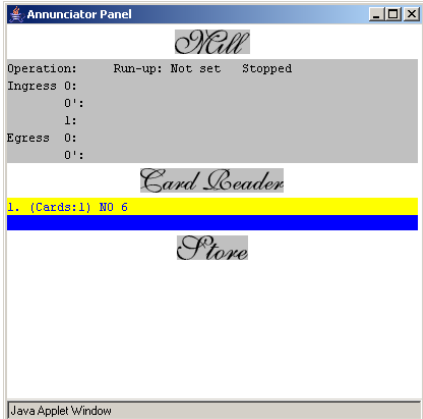 Annunciator Panel
Mill
Operation: Run-up: Not set Stopped
Ingress 0:
0':
1:
Egress 0:
0':
Card Reader
1. (Cards:1) N0 6
Store
Java Applet Window